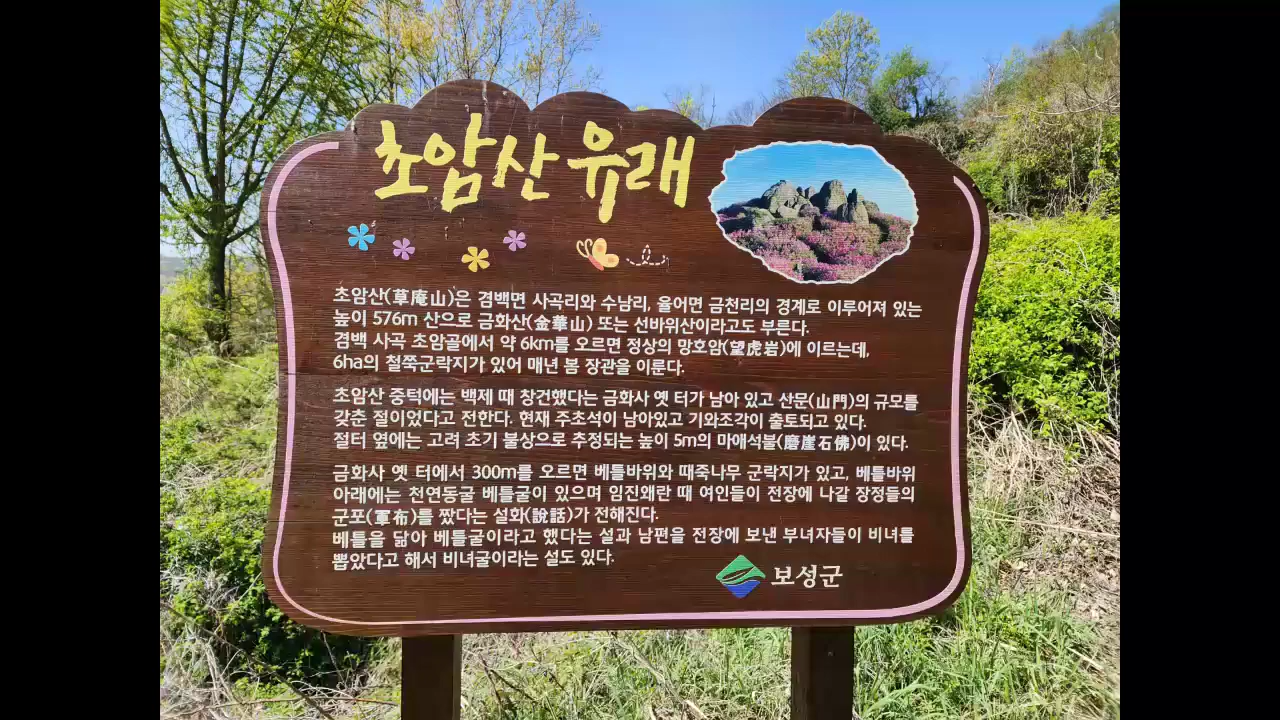 초암산 유래
초암산(草庵山)은 겸백면 사곡리와 수남리, 율어면 금천리의 경계로 이루어져 있는
높이 576m 산으로 금화산(金華山) 또는 선바위산이라고도 부른다.
겸백 사곡 초암골에서 약 6km를 오르면 정상의 망호암(望虎岩)에 이르는데,
6ha의 철쭉군락지가 있어 매년 봄 장관을 이룬다.
초암산 중턱에는 백제 때 창건했다는 금화사 옛 터가 남아 있고 산문(山門)의 규모를
갖춘 절이었다고 전한다. 현재 주초석이 남아있고 기와조각이 출토되고 있다.
절터 옆에는 고려 초기 불상으로 추정되는 높이 5m의 마애석불(磨崖石佛)이 있다.
금화사 옛 터에서 300m를 오르면 베틀바위와 때죽나무 군락지가 있고, 베틀바위
아래에는 천연동굴 베틀굴이 있으며 임진왜란 때 여인들이 전장에 나갈 장정들의
군포(軍布)를 짰다는 설화(說話)가 전해진다.
베틀을 닮아 베틀굴이라고 했다는 설과 남편을 전장에 보낸 부녀자들이 비녀를
뽑았다고 해서 비녀굴이라는 설도 있다.
보성군